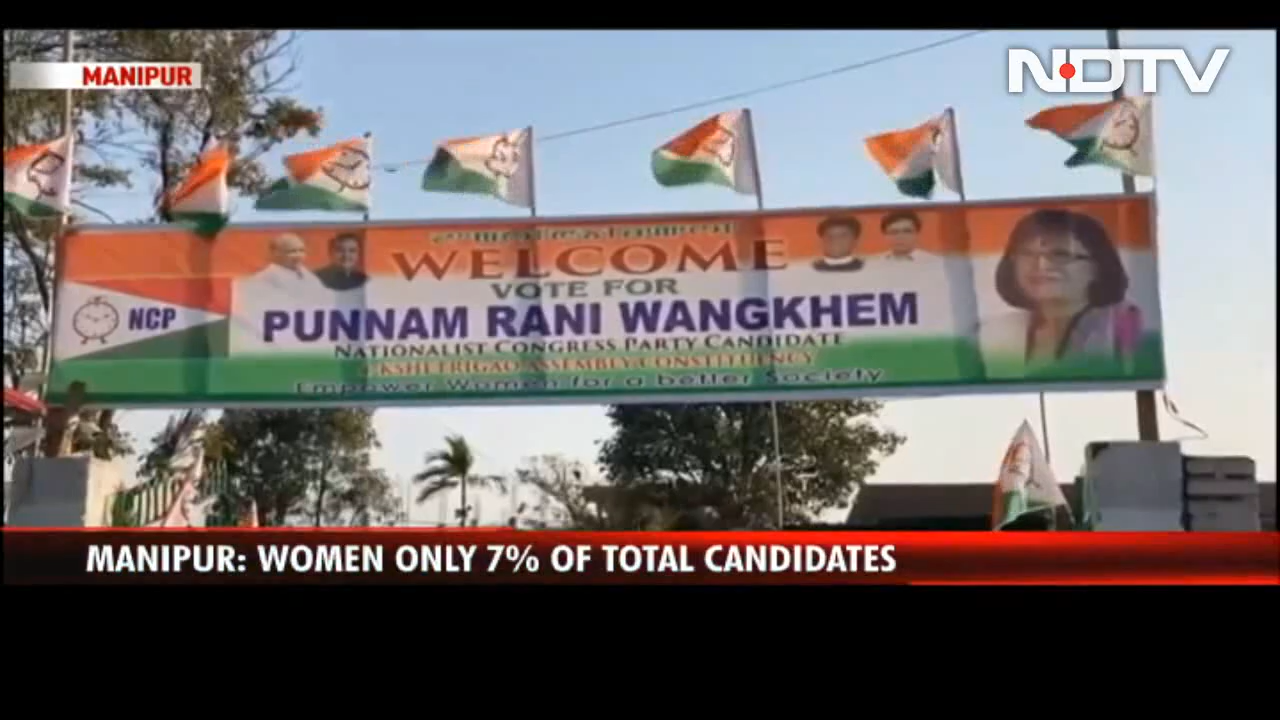 MANIPUR
NDTV
WELCOME
VOTE FOR
NCP
PUNNAM RANI WANGKHEM
NATIONALIST CONGRESS PARTY CANDIDATE
KSHETRIGAO ASSEMBLY CONSTITUENCY
Empower Women for a better Society
MANIPUR: WOMEN ONLY 7% OF TOTAL CANDIDATES